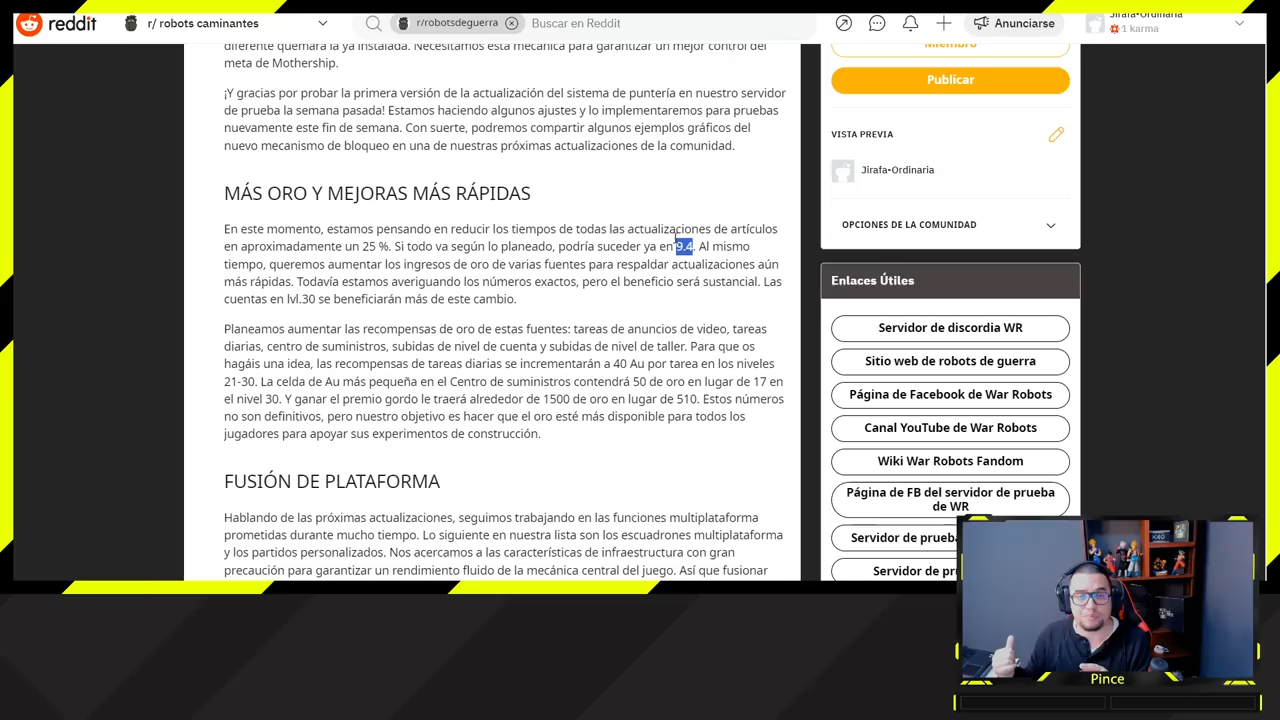 reddit
r/ robots caminantes
r/robotsdeguerra
Buscar en Reddit
Anunciarse
Jirafa-Ordinaria
1 karma
diferente quemará la ya instalada. Necesitamos esta mecánica para garantizar un mejor control del
meta de Mothership.
¡Y gracias por probar la primera versión de la actualización del sistema de puntería en nuestro servidor
de prueba la semana pasada! Estamos haciendo algunos ajustes y lo implementaremos para pruebas
nuevamente este fin de semana. Con suerte, podremos compartir algunos ejemplos gráficos del
nuevo mecanismo de bloqueo en una de nuestras próximas actualizaciones de la comunidad.
MÁS ORO Y MEJORAS MÁS RÁPIDAS
En este momento, estamos pensando en reducir los tiempos de todas las actualizaciones de artículos
en aproximadamente un 25 %. Si todo va según lo planeado, podría suceder ya en 9.4. Al mismo
tiempo, queremos aumentar los ingresos de oro de varias fuentes para respaldar actualizaciones aún
más rápidas. Todavía estamos averiguando los números exactos, pero el beneficio será sustancial. Las
cuentas en lvl.30 se beneficiarán más de este cambio.
Planeamos aumentar las recompensas de oro de estas fuentes: tareas de anuncios de video, tareas
diarias, centro de suministros, subidas de nivel de cuenta y subidas de nivel de taller. Para que os
hagáis una idea, las recompensas de tareas diarias se incrementarán a 40 Au por tarea en los niveles
21-30. La celda de Au más pequeña en el Centro de suministros contendrá 50 de oro en lugar de 17 en
el nivel 30. Y ganar el premio gordo le traerá alrededor de 1500 de oro en lugar de 510. Estos números
no son definitivos, pero nuestro objetivo es hacer que el oro esté más disponible para todos los
jugadores para apoyar sus experimentos de construcción.
FUSIÓN DE PLATAFORMA
Hablando de las próximas actualizaciones, seguimos trabajando en las funciones multiplataforma
prometidas durante mucho tiempo. Lo siguiente en nuestra lista son los escuadrones multiplataforma
y los partidos personalizados. Nos acercamos a las características de infraestructura con gran
precaución para garantizar un rendimiento fluido de la mecánica central del juego. Así que fusionar
Miembro
Publicar
VISTA PREVIA
Jirafa-Ordinaria
OPCIONES DE LA COMUNIDAD
Enlaces Útiles
Servidor de discordia WR
Sitio web de robots de guerra
Página de Facebook de War Robots
Canal YouTube de War Robots
Wiki War Robots Fandom
Página de FB del servidor de prueba
de WR
Servidor de prueba
Servidor de pr
Pince